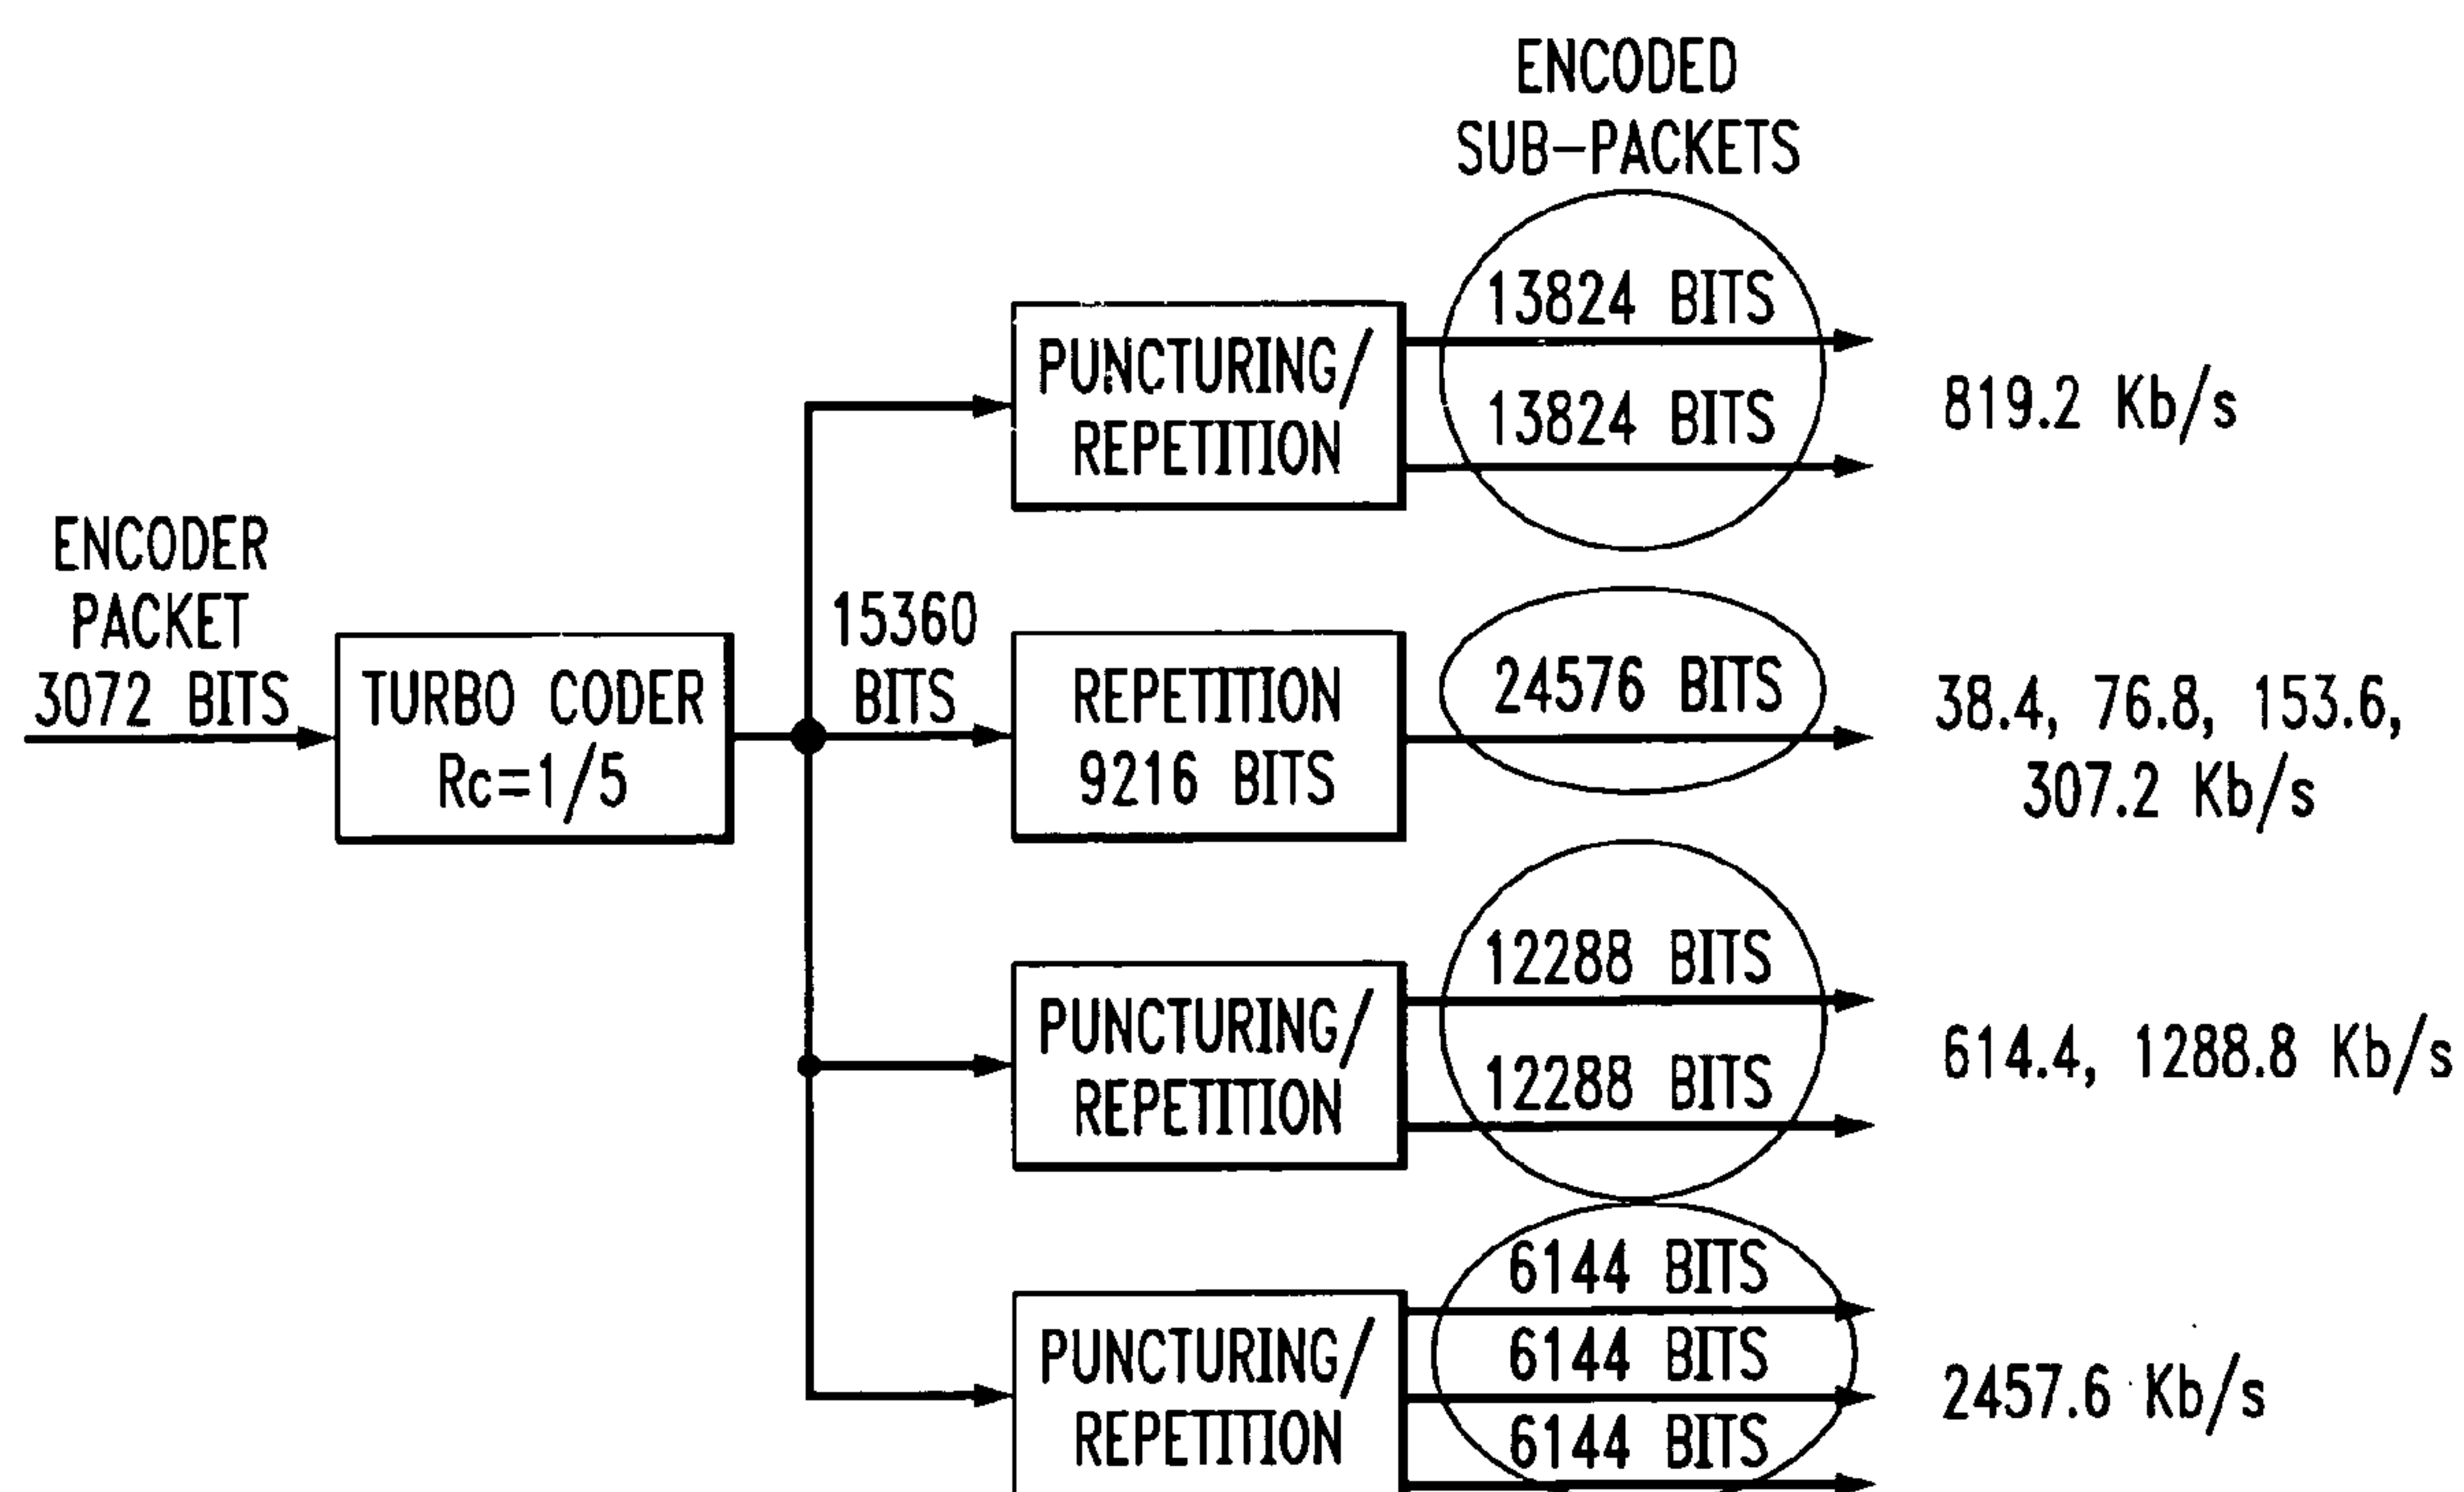 ENCODED
SUB-PACKETS
13824 BITS
PUNCTURING/
REPETITION
13824 BITS
819.2 Kb/s
ENCODER
PACKET
3072 BITS
TURBO CODER
Rc=1/5
15360
BITS
REPETITION
9216 BITS
24576 BITS
38.4, 76.8, 153.6,
307.2 Kb/s
12288 BITS
PUNCTURING/
REPETITION
12288 BITS
614.4, 1288.8 Kb/s
6144 BITS
PUNCTURING/
REPETITION
6144 BITS
6144 BITS
2457.6 Kb/s